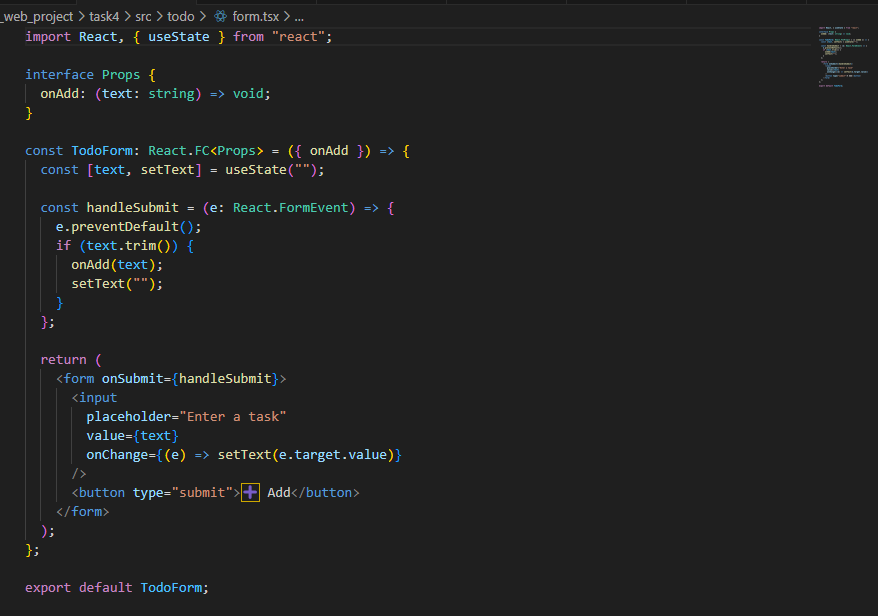 _web_project > task4 > src > todo > form.tsx > ...
import React, { useState } from "react";
interface Props {
onAdd: (text: string) => void;
}
const TodoForm: React.FC<Props> = ({ onAdd }) => {
const [text, setText] = useState("");
const handleSubmit = (e: React.FormEvent) => {
e.preventDefault();
if (text.trim()) {
onAdd(text);
setText("");
}
};
return (
<form onSubmit={handleSubmit}>
<input
placeholder="Enter a task"
value={text}
onChange={(e) => setText(e.target.value)}
/>
<button type="submit">➕ Add</button>
</form>
);
};
export default TodoForm;